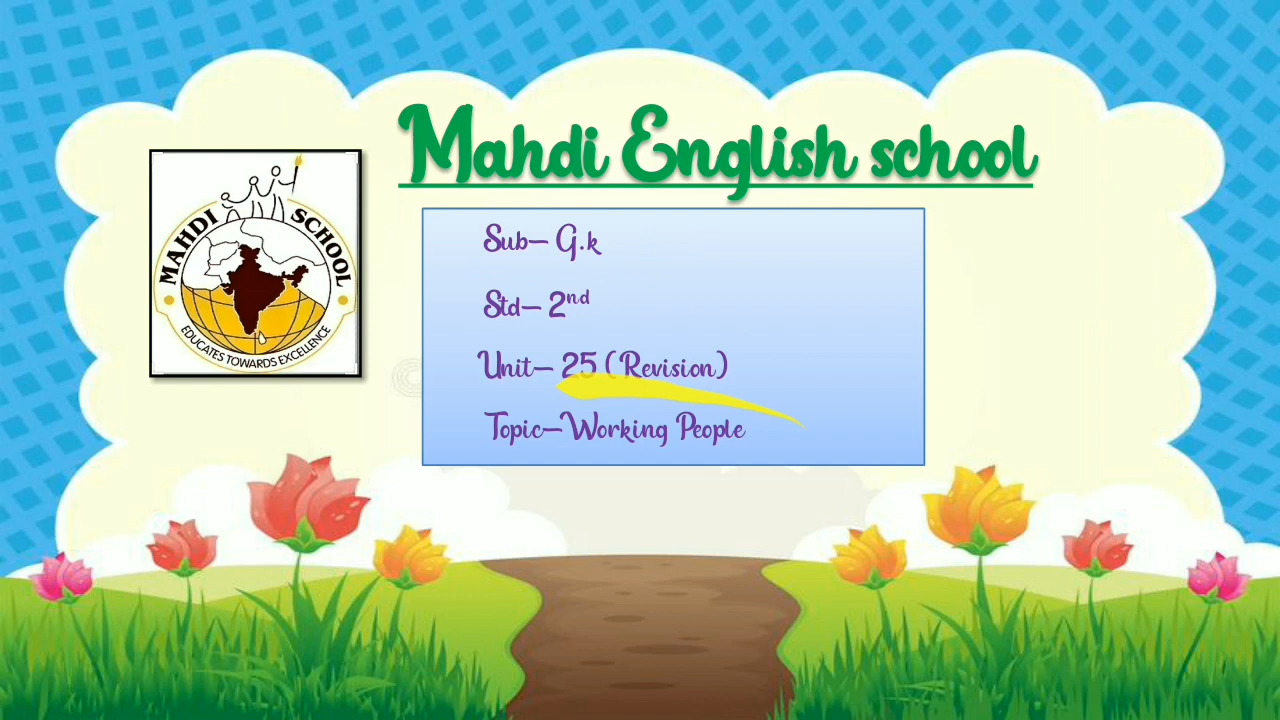 Mahdi English school
MAHDI SCHOOL
EDUCATES TOWARDS EXCELLENCE
Sub– G.k
Std– 2nd
Unit– 25 (Revision)
Topic–Working People